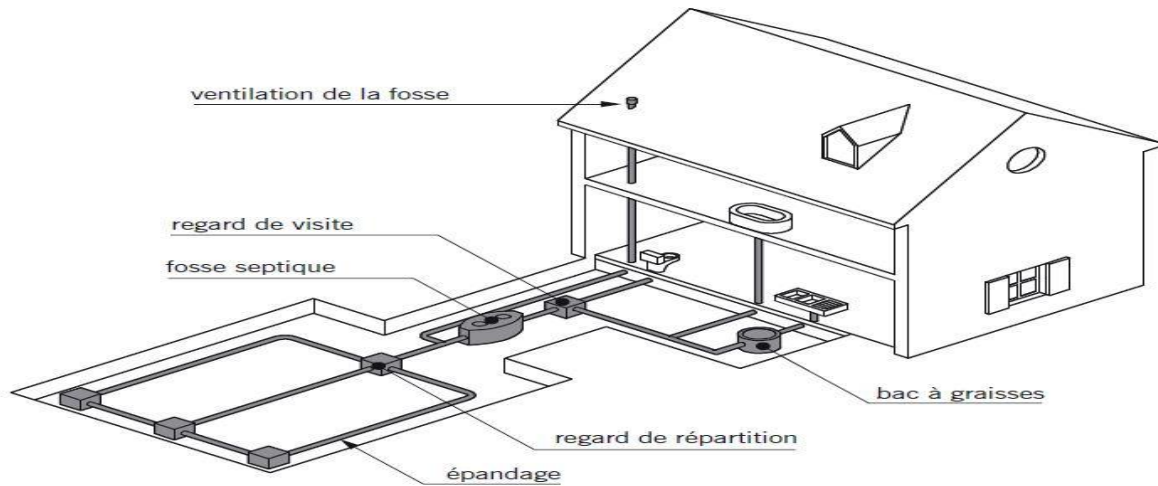 ventilation de la fosse
regard de visite
fosse septique
bac à graisses
regard de répartition
épandage